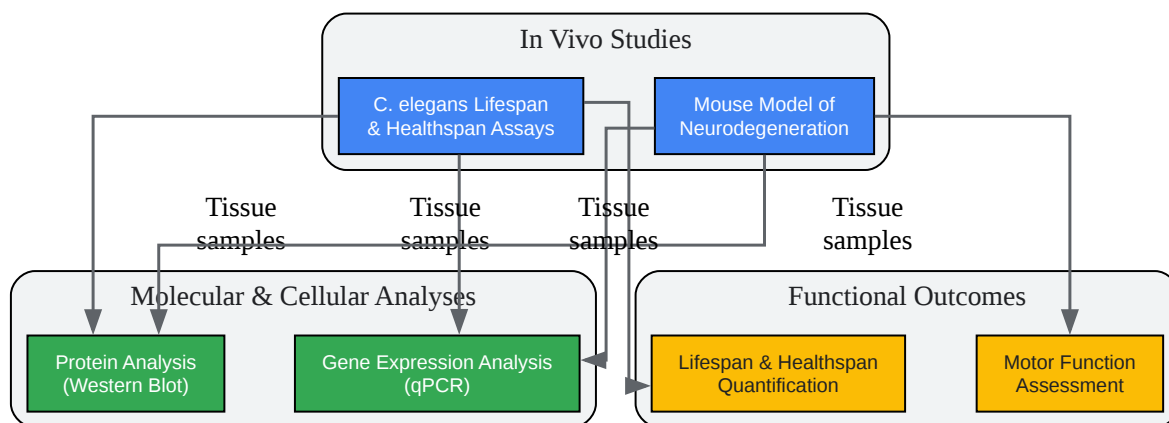 In Vivo Studies
C. elegans Lifespan
& Healthspan Assays
Mouse Model of
Neurodegeneration
Tissue
samples
Tissue
samples
Tissue
samples
Tissue
samples
Molecular & Cellular Analyses
Protein Analysis
(Western Blot)
Gene Expression Analysis
(qPCR)
Functional Outcomes
Lifespan & Healthspan
Quantification
Motor Function
Assessment